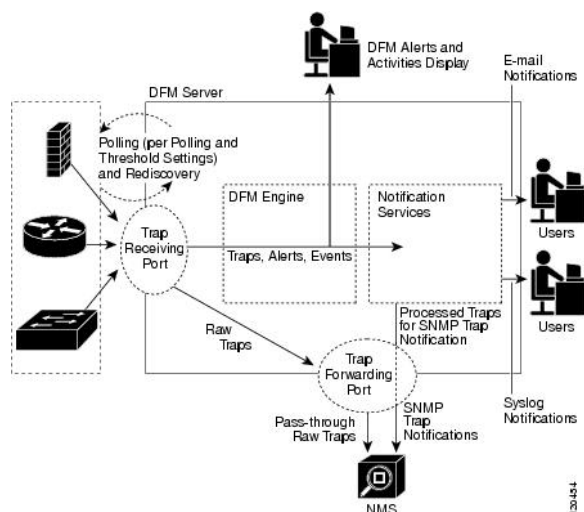 DFM Alerts and
Activities Display
E-mail
Notifications
DFM Server
Polling (per Polling and
Threshold Settings)
and Rediscovery
DFM Engine
Notification
Services
Trap
Receiving
Port
Traps, Alerts, Events
Users
Raw
Traps
Processed Traps
for SNMP Trap
Notification
Users
Trap
Forwarding
Port
Pass-through
Raw Traps
SNMP
Trap
Notifications
Syslog
Notifications
NMS